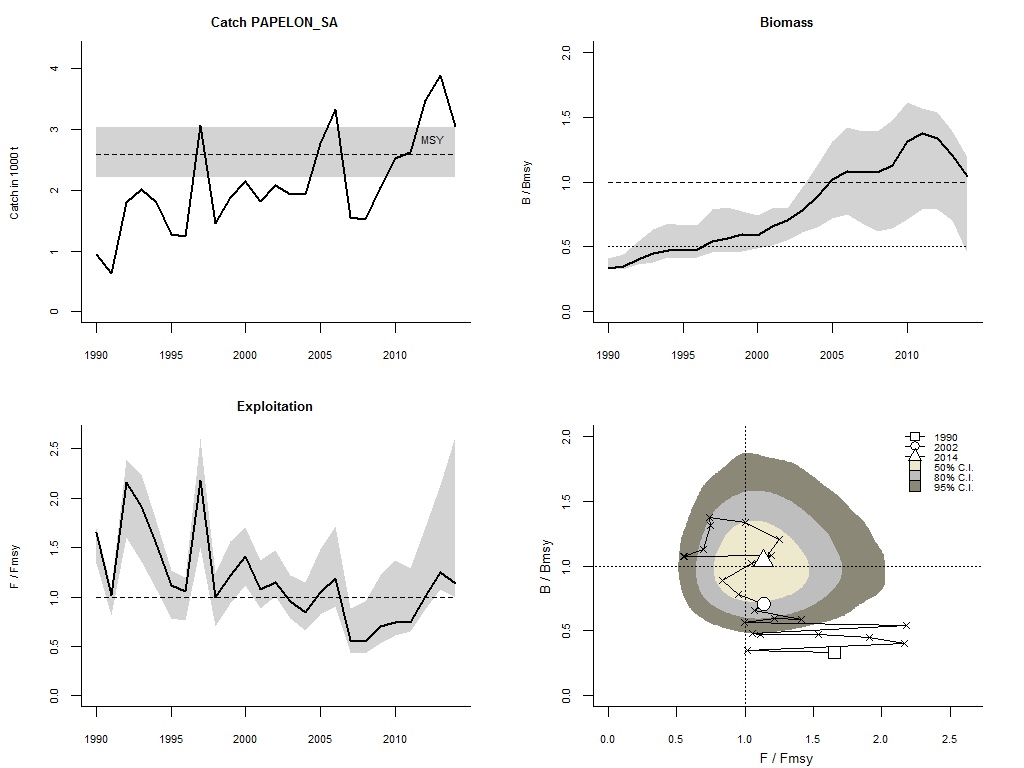 Catch PAPELON_SA
Catch in 1000 t
0 1 2 3 4
MSY
1990 1995 2000 2005 2010
Biomass
B / Bmsy
0.0 0.5 1.0 1.5 2.0
1990 1995 2000 2005 2010
Exploitation
F / Fmsy
0.0 0.5 1.0 1.5 2.0 2.5
1990 1995 2000 2005 2010
B / Bmsy
0.0 0.5 1.0 1.5 2.0
1990
2002
2014
50% C.I.
80% C.I.
95% C.I.
0.0 0.5 1.0 1.5 2.0 2.5
F / Fmsy